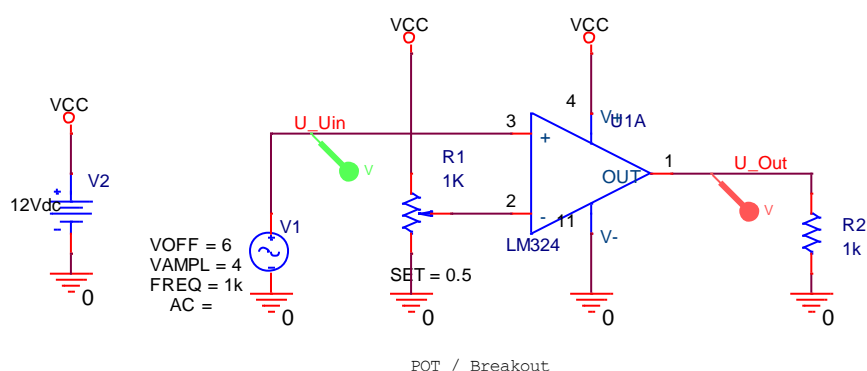 VCC
VCC
VCC
V2
12Vdc
0
U_Uin
V
V1
VOFF = 6
VAMPL = 4
FREQ = 1k
AC =
0
R1
1K
SET = 0.5
0
3
+
2
-
4
V+
U1A
OUT
1
11
V-
LM324
0
U_Out
V
R2
1k
0
POT / Breakout